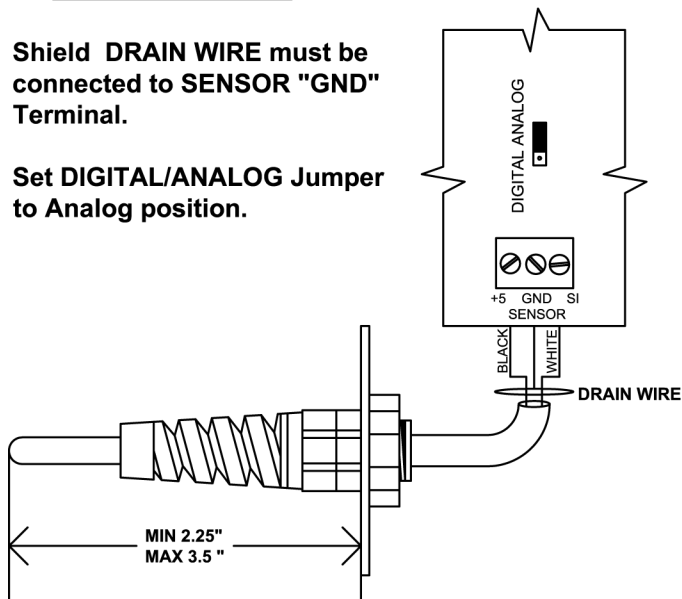 Shield DRAIN WIRE must be
connected to SENSOR "GND"
Terminal.
Set DIGITAL/ANALOG Jumper
to Analog position.
DIGITAL ANALOG
+5 GND SI
SENSOR
BLACK
WHITE
DRAIN WIRE
MIN 2.25"
MAX 3.5 "